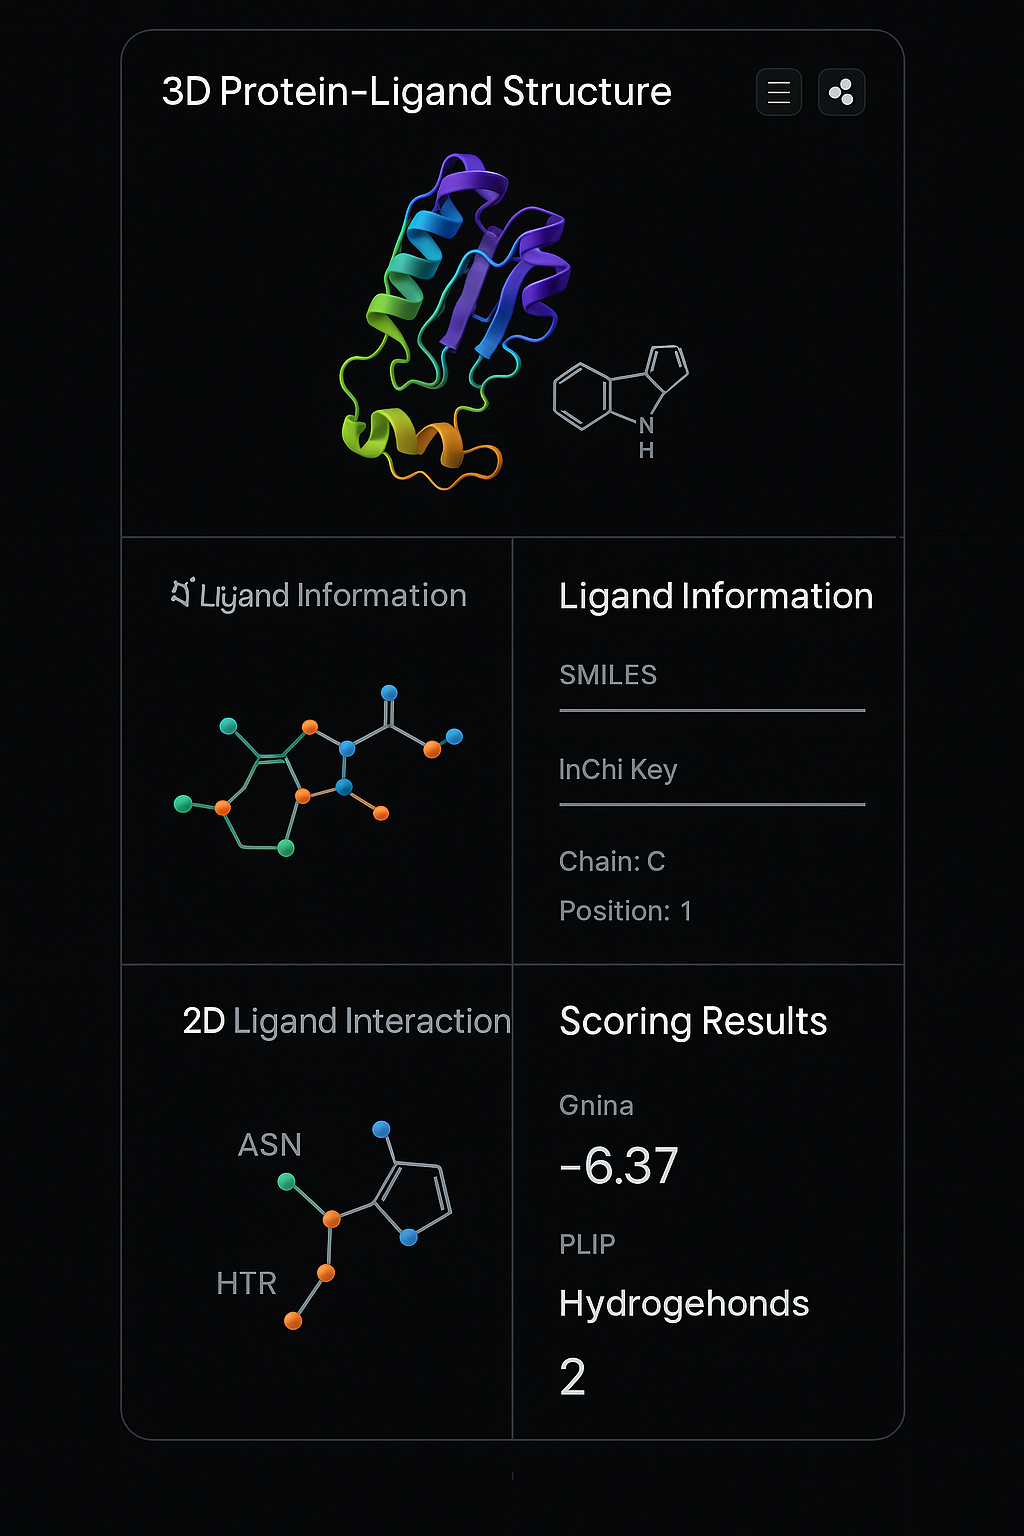 3D Protein-Ligand Structure
N
H
Ligand Information
Ligand Information
SMILES
InChi Key
Chain: C
Position: 1
2D Ligand Interaction
ASN
HTR
Scoring Results
Gnina
−6.37
PLIP
Hydrogehonds
2